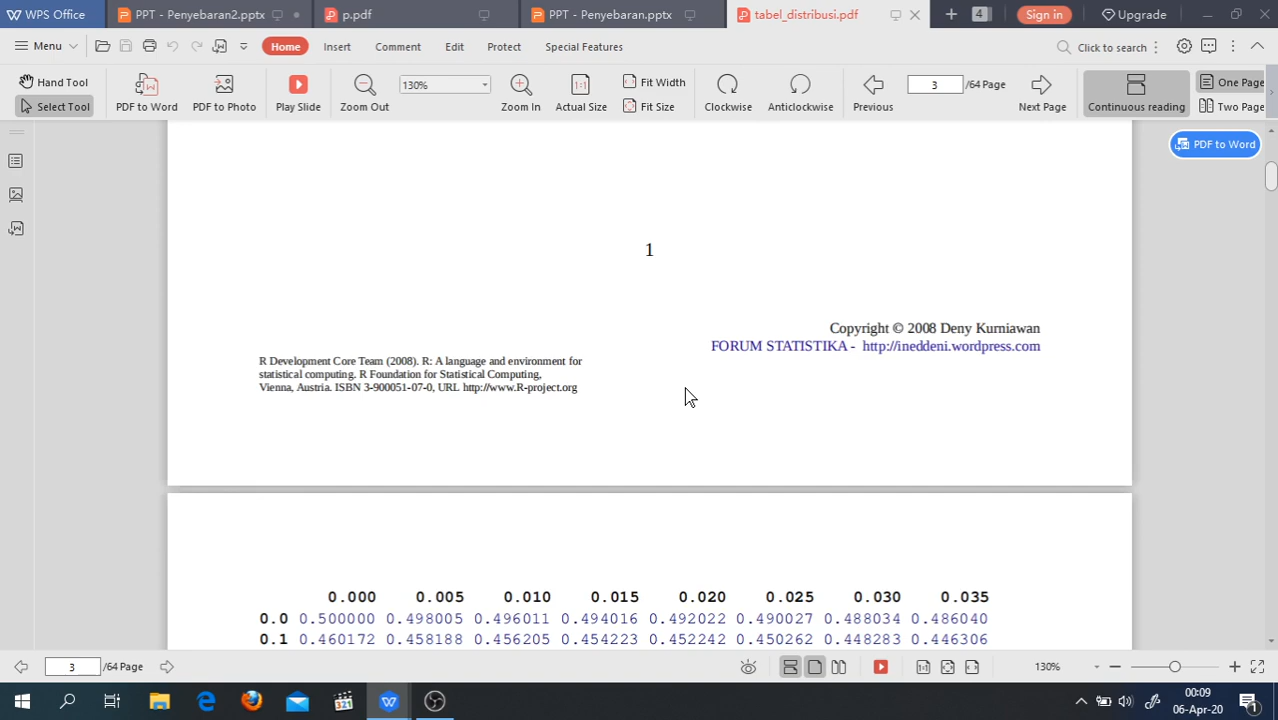 WPS Office
PPT - Penyebaran2.pptx
p.pdf
PPT - Penyebaran.pptx
tabel_distribusi.pdf
4
Sign in
Upgrade
Menu
Home
Insert
Comment
Edit
Protect
Special Features
Click to search
Hand Tool
Select Tool
PDF to Word
PDF to Photo
Play Slide
Zoom Out
130%
Zoom In
1:1
Actual Size
Fit Width
Fit Size
Clockwise
Anticlockwise
Previous
3 /64 Page
Next Page
Continuous reading
One Page
Two Page
PDF to Word
1
Copyright © 2008 Deny Kurniawan
FORUM STATISTIKA - http://ineddeni.wordpress.com
R Development Core Team (2008). R: A language and environment for
statistical computing. R Foundation for Statistical Computing,
Vienna, Austria. ISBN 3-900051-07-0, URL http://www.R-project.org
0.000 0.005 0.010 0.015 0.020 0.025 0.030 0.035
0.0 0.500000 0.498005 0.496011 0.494016 0.492022 0.490027 0.488034 0.486040
0.1 0.460172 0.458188 0.456205 0.454223 0.452242 0.450262 0.448283 0.446306
3 /64 Page
1:1
130%
321
00:09
06-Apr-20
1